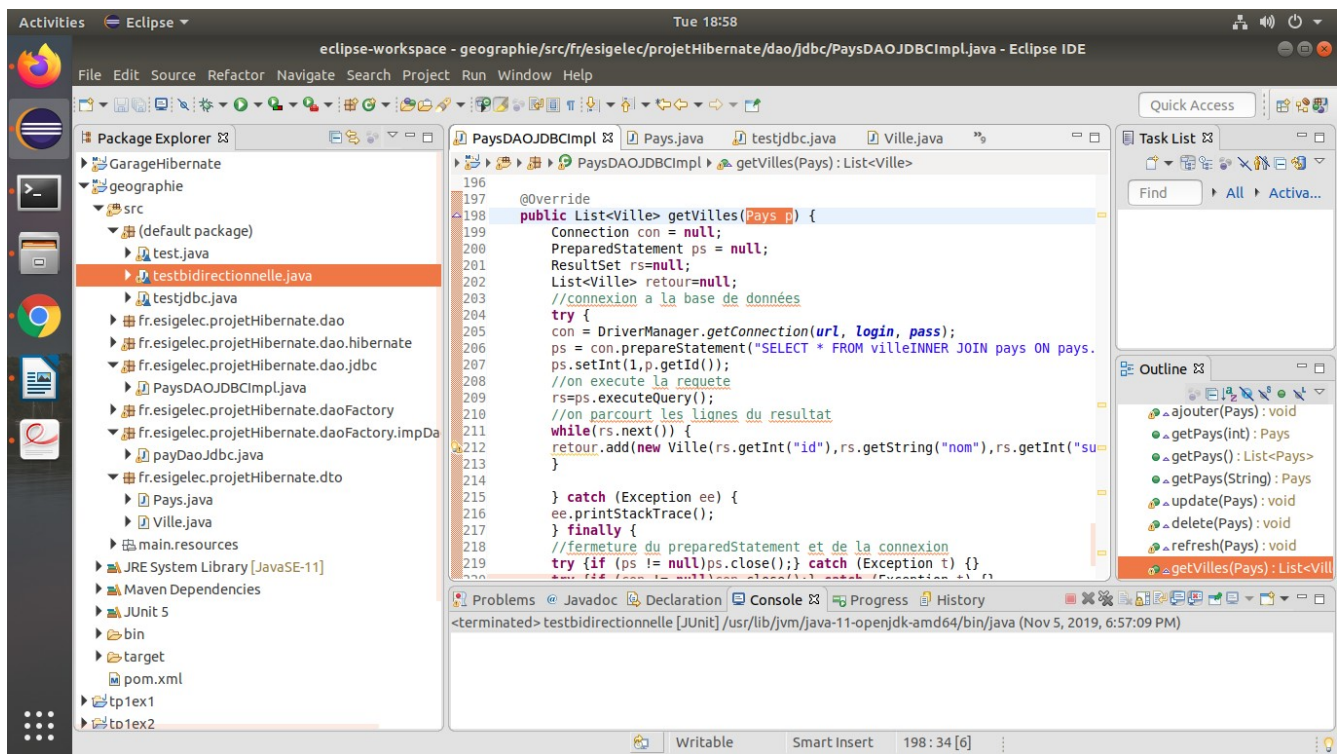 Activities Eclipse Tue 18:58
eclipse-workspace - geographie/src/fr/esigelec/projetHibernate/dao/jdbc/PaysDAOJDBCImpl.java - Eclipse IDE
File Edit Source Refactor Navigate Search Project Run Window Help
Quick Access
Package Explorer
GarageHibernate
geographie
src
(default package)
test.java
testbidirectionnelle.java
testjdbc.java
fr.esigelec.projetHibernate.dao
fr.esigelec.projetHibernate.dao.hibernate
fr.esigelec.projetHibernate.dao.jdbc
PaysDAOJDBCImpl.java
fr.esigelec.projetHibernate.daoFactory
fr.esigelec.projetHibernate.daoFactory.impDa
payDaoJdbc.java
fr.esigelec.projetHibernate.dto
Pays.java
Ville.java
main.resources
JRE System Library [JavaSE-11]
Maven Dependencies
JUnit 5
bin
target
pom.xml
tp1ex1
tp1ex2
PaysDAOJDBCImpl Pays.java testjdbc.java Ville.java »9
PaysDAOJDBCImpl getVilles(Pays) : List<Ville>
196
197 @Override
198 public List<Ville> getVilles(Pays p) {
199 Connection con = null;
200 PreparedStatement ps = null;
201 ResultSet rs=null;
202 List<Ville> retour=null;
203 //connexion a la base de données
204 try {
205 con = DriverManager.getConnection(url, login, pass);
206 ps = con.prepareStatement("SELECT * FROM villeINNER JOIN pays ON pays.
207 ps.setInt(1,p.getId());
208 //on execute la requete
209 rs=ps.executeQuery();
210 //on parcourt les lignes du resultat
211 while(rs.next()) {
212 retour.add(new Ville(rs.getInt("id"),rs.getString("nom"),rs.getInt("su
213 }
214
215 } catch (Exception ee) {
216 ee.printStackTrace();
217 } finally {
218 //fermeture du preparedStatement et de la connexion
219 try {if (ps != null)ps.close();} catch (Exception t) {}
220 try {if (con != null)con.close();} catch (Exception t) {}
Task List
Find All Activa...
Outline
ajouter(Pays) : void
getPays(int) : Pays
getPays() : List<Pays>
getPays(String) : Pays
update(Pays) : void
delete(Pays) : void
refresh(Pays) : void
getVilles(Pays) : List<Vill
Problems Javadoc Declaration Console Progress History
<terminated> testbidirectionnelle [JUnit] /usr/lib/jvm/java-11-openjdk-amd64/bin/java (Nov 5, 2019, 6:57:09 PM)
Writable Smart Insert 198 : 34 [6]